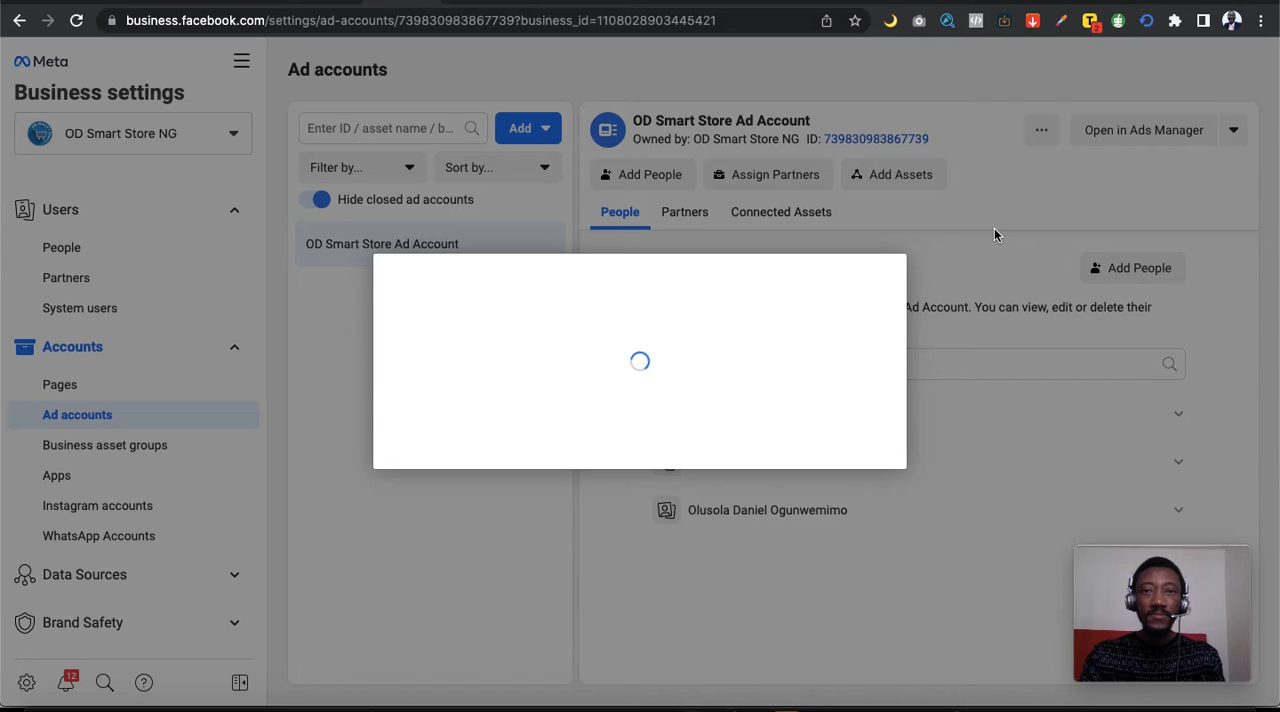 business.facebook.com/settings/ad-accounts/739830983867739?business_id=1108028903445421
2
Meta
Business settings
OD Smart Store NG
Users
People
Partners
System users
Accounts
Pages
Ad accounts
Business asset groups
Apps
Instagram accounts
WhatsApp Accounts
Data Sources
Brand Safety
12
Ad accounts
Enter ID / asset name / b...
Add
Filter by...
Sort by...
Hide closed ad accounts
OD Smart Store Ad Account
OD Smart Store Ad Account
Owned by: OD Smart Store NG ID: 739830983867739
Open in Ads Manager
Add People
Assign Partners
Add Assets
People
Partners
Connected Assets
Add People
Ad Account. You can view, edit or delete their
Olusola Daniel Ogunwemimo